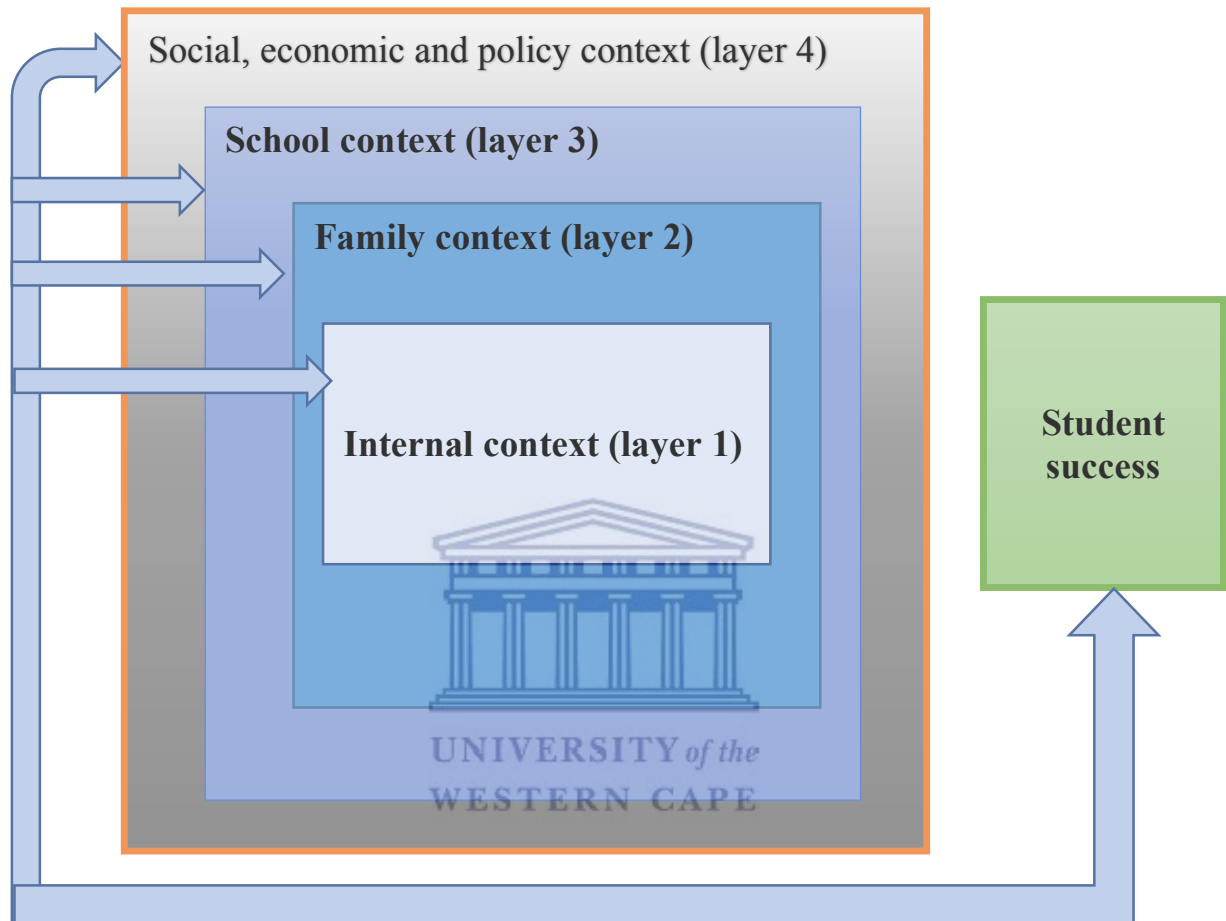 Social, economic and policy context (layer 4)
School context (layer 3)
Family context (layer 2)
Internal context (layer 1)
Student
success
UNIVERSITY of the
WESTERN CAPE